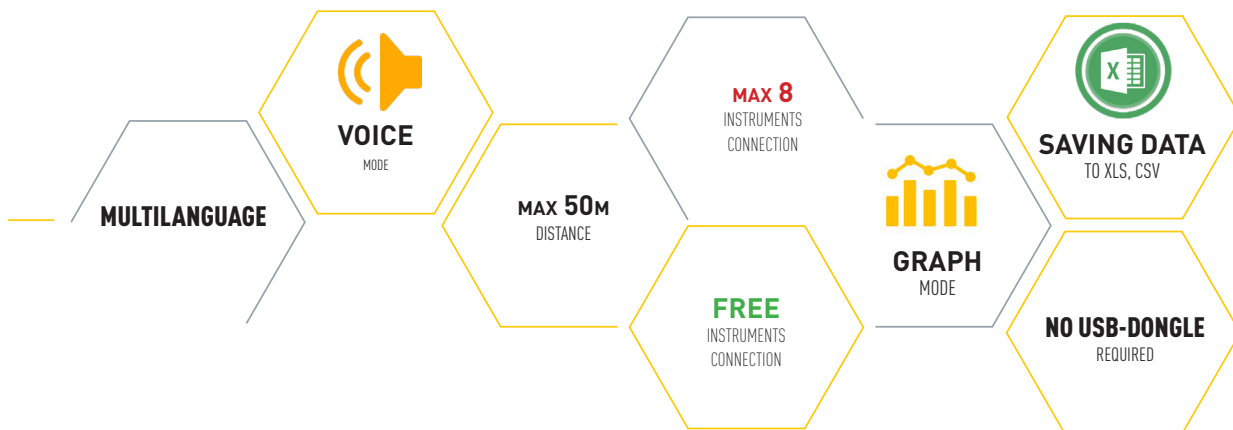 MULTILANGUAGE
VOICE
MODE
MAX 50M
DISTANCE
MAX 8
INSTRUMENTS
CONNECTION
FREE
INSTRUMENTS
CONNECTION
GRAPH
MODE
X
SAVING DATA
TO XLS, CSV
NO USB-DONGLE
REQUIRED